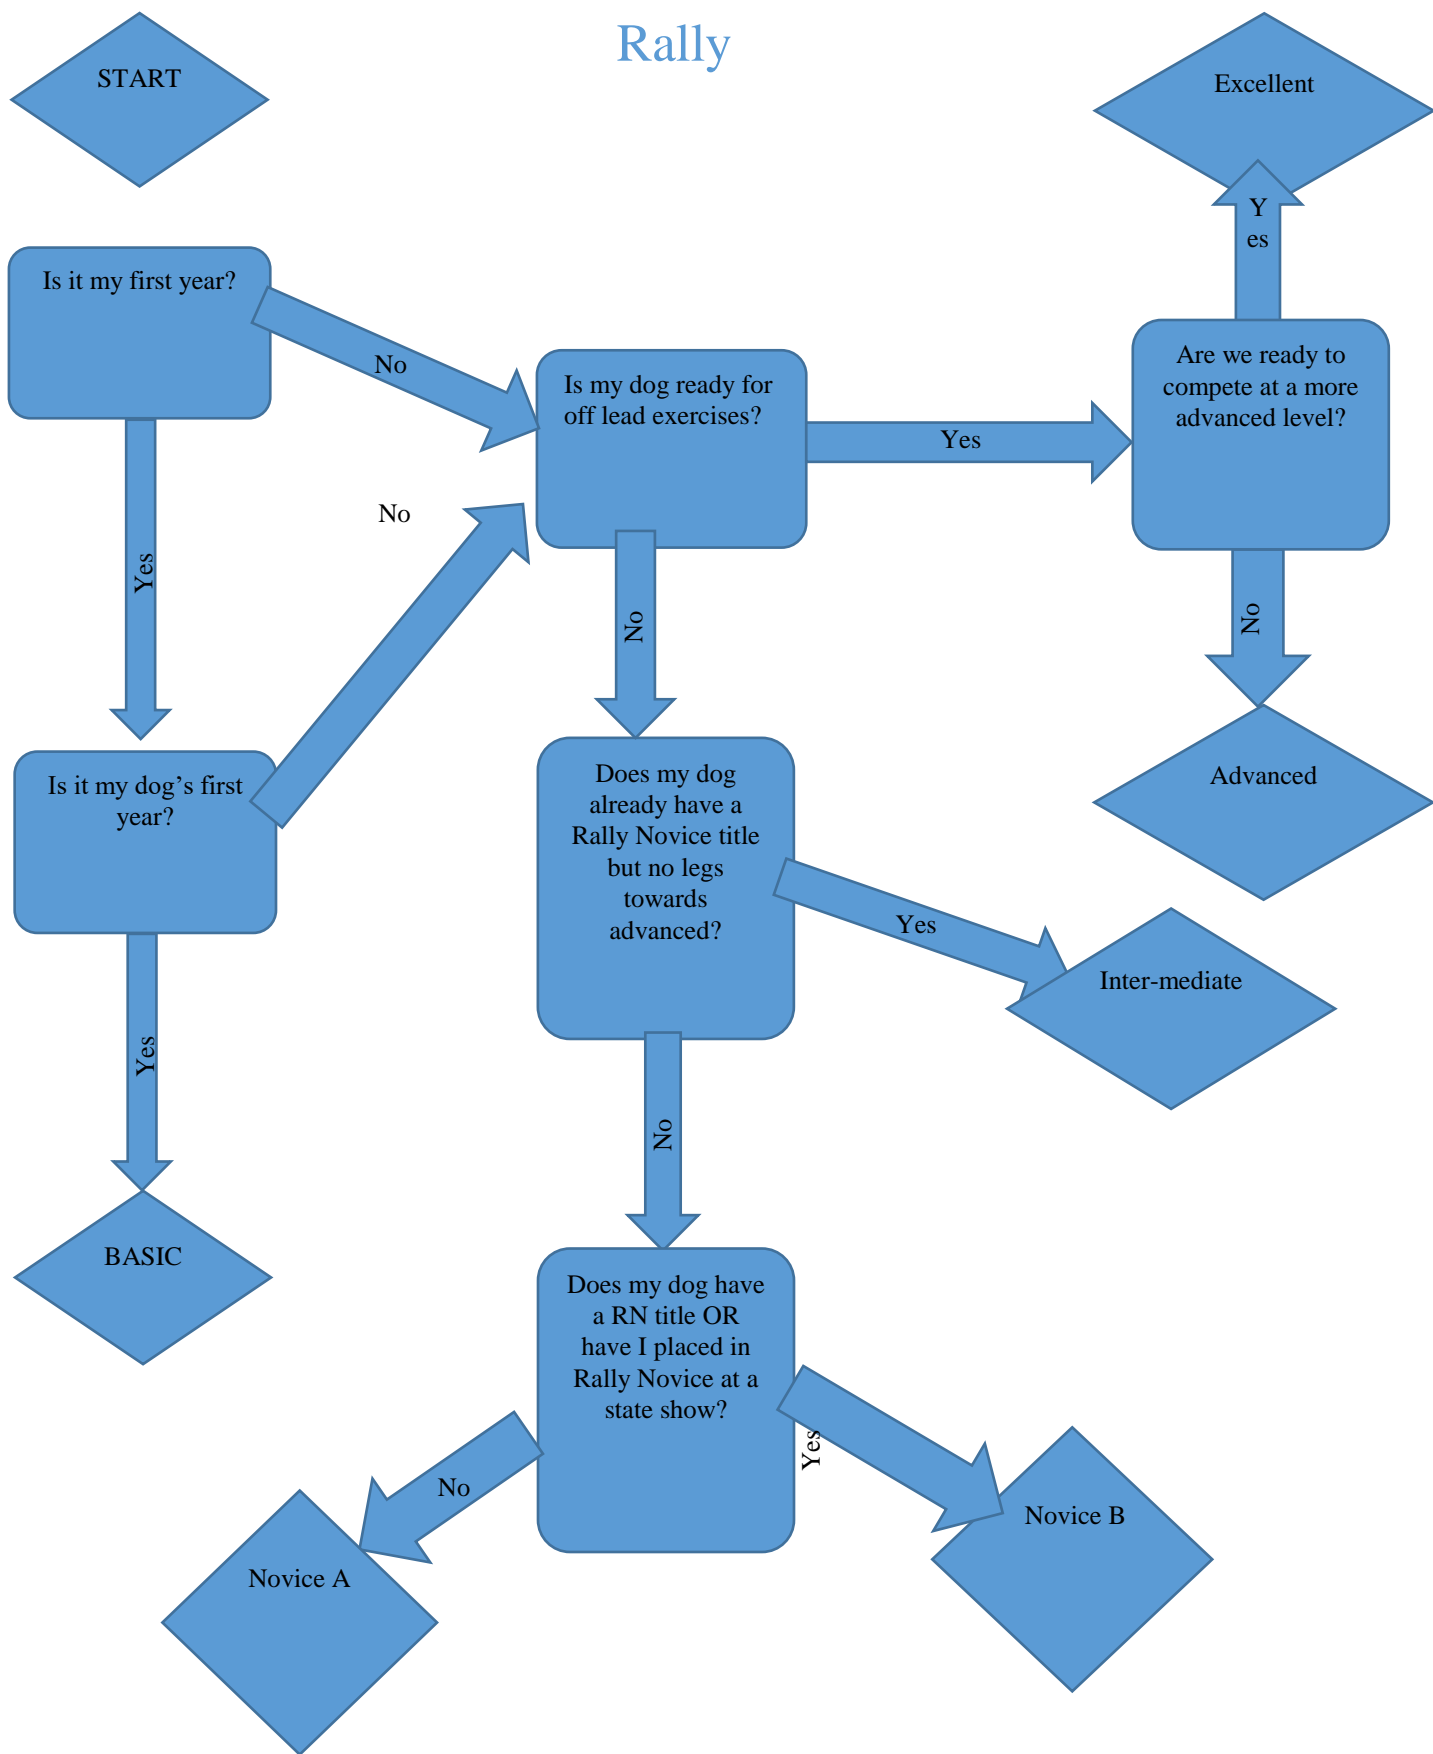 Rally
START
Excellent
Y
es
Is it my first year?
No
Is my dog ready for
off lead exercises?
Yes
Are we ready to
compete at a more
advanced level?
No
Yes
No
No
Is it my dog’s first
year?
Does my dog
already have a
Rally Novice title
but no legs
towards
advanced?
Advanced
Yes
Inter-mediate
Yes
No
BASIC
Does my dog have
a RN title OR
have I placed in
Rally Novice at a
state show?
Yes
No
Novice B
Novice A